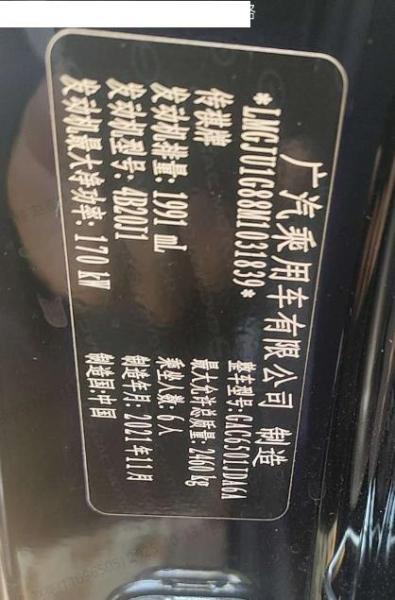 广汽乘用车有限公司 制造
*LMGJU1G88M1131839*
传祺牌 整车型号:GAC6501JDA6A
发动机排量:1991 mL 最大允许总质量:2460 kg
发动机型号:4B20J1 乘坐人数:6人
发动机最大净功率:170 kW 制造年月:2021年11月
制造国:中国